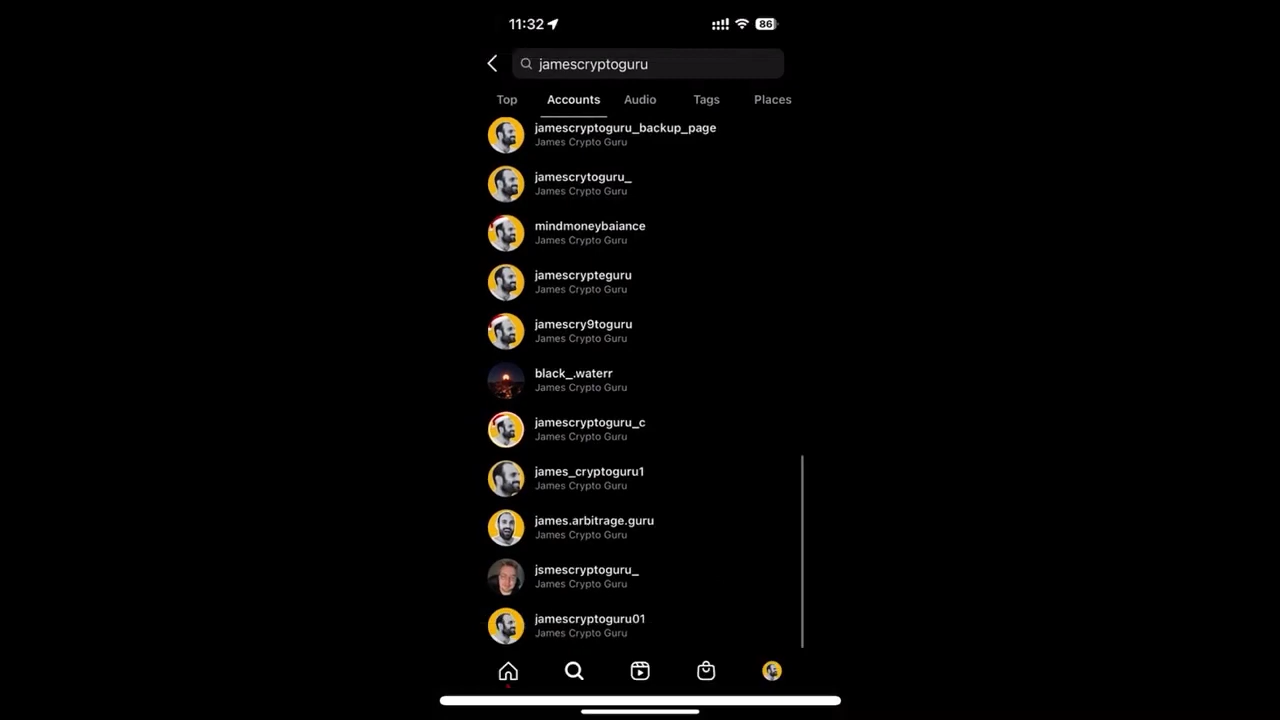 11:32
86
jamescryptoguru
Top Accounts Audio Tags Places
jamescryptoguru_backup_page
James Crypto Guru
jamescrytoguru_
James Crypto Guru
mindmoneybaiance
James Crypto Guru
jamescrypteguru
James Crypto Guru
jamescry9toguru
James Crypto Guru
black_.waterr
James Crypto Guru
jamescryptoguru_c
James Crypto Guru
james_cryptoguru1
James Crypto Guru
james.arbitrage.guru
James Crypto Guru
jsmescryptoguru_
James Crypto Guru
jamescryptoguru01
James Crypto Guru